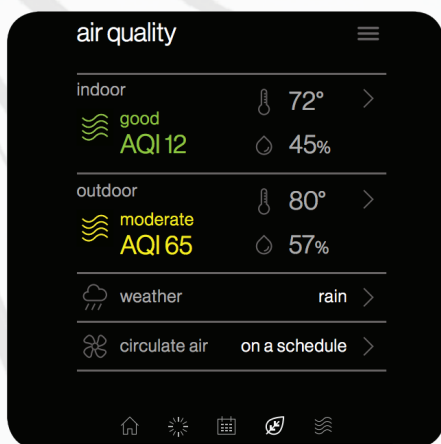 air quality
indoor
good
AQI 12
72°
45%
outdoor
moderate
AQI 65
80°
57%
weather rain
circulate air on a schedule